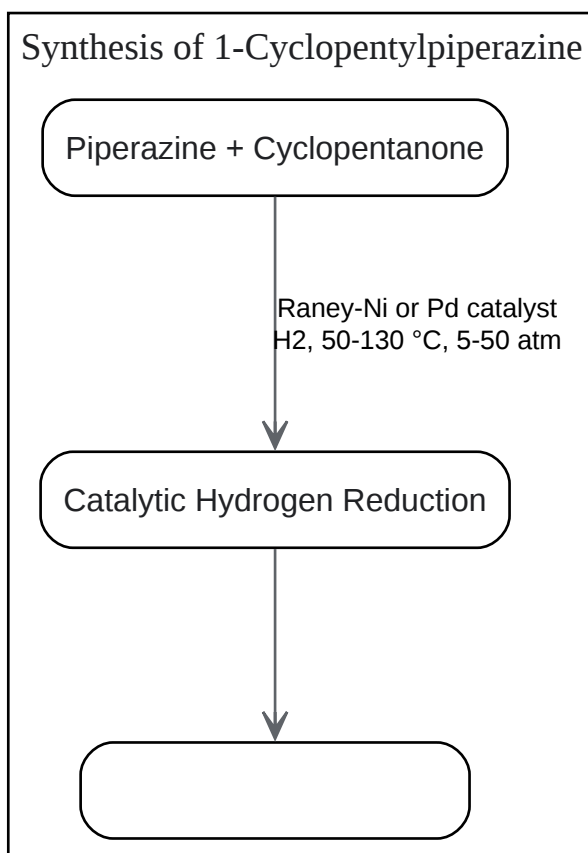 Synthesis of 1-Cyclopentylpiperazine
Piperazine + Cyclopentanone
Raney-Ni or Pd catalyst
H2, 50-130 °C, 5-50 atm
Catalytic Hydrogen Reduction